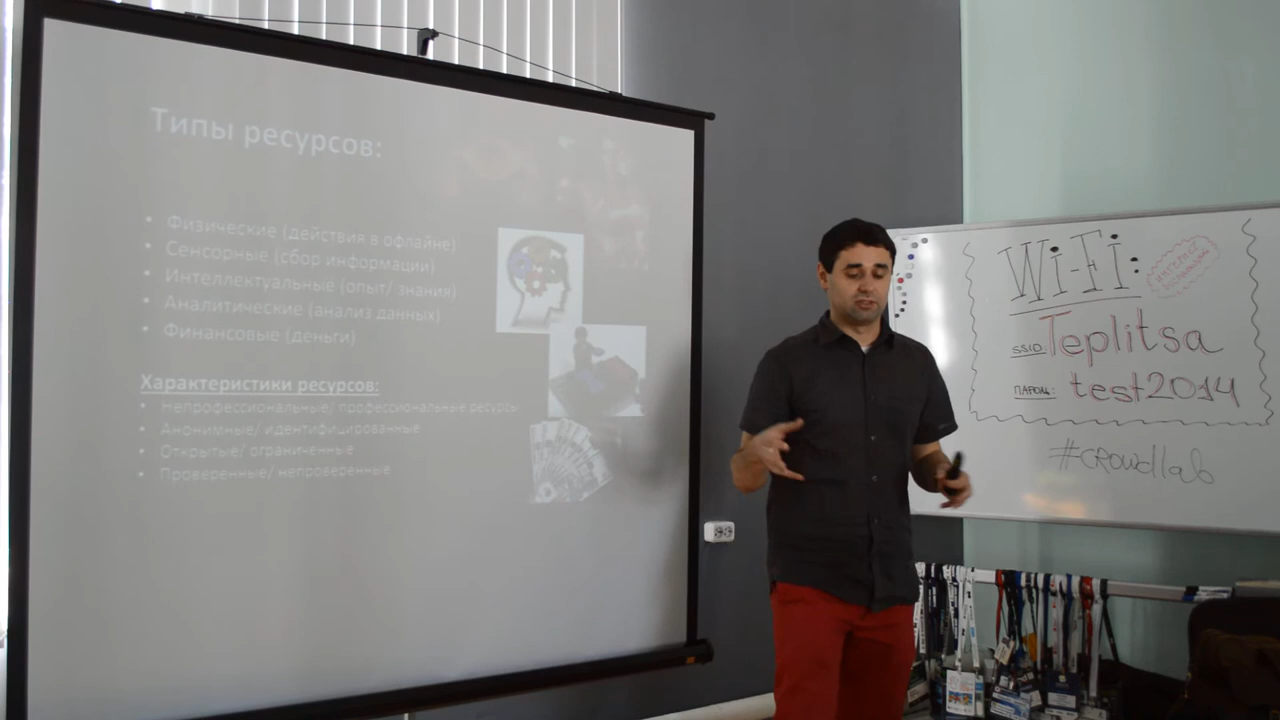 Типы ресурсов:
• Физические (действия в офлайне)
• Сенсорные (сбор информации)
• Интеллектуальные (опыт/ знания)
• Аналитические (анализ данных)
• Финансовые (деньги)
Характеристики ресурсов:
• Непрофессиональные/ профессиональные ресурсы
• Анонимные/ идентифицированные
• Открытые/ ограниченные
• Проверенные/ непроверенные
Wi-Fi:
SSID: Teplitsa
ПАРОЛЬ: test2014
#CROWDLAB